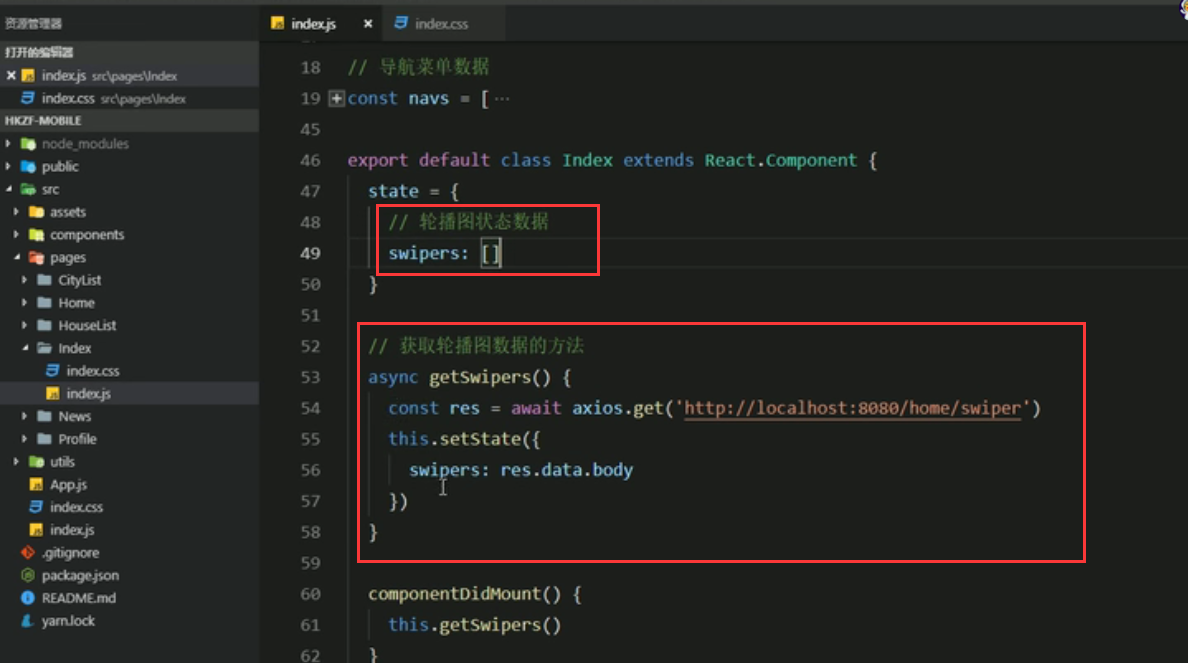 资源管理器
打开的编辑器
index.js src\pages\Index
index.css src\pages\Index
HKZF-MOBILE
node_modules
public
src
assets
components
pages
CityList
Home
HouseList
Index
index.css
index.js
News
Profile
utils
App.js
index.css
index.js
.gitignore
package.json
README.md
yarn.lock
index.js × index.css
18 // 导航菜单数据
19 const navs = [ ···
45
46 export default class Index extends React.Component {
47 state = {
48 // 轮播图状态数据
49 swipers: []
50 }
51
52 // 获取轮播图数据的方法
53 async getSwipers() {
54 const res = await axios.get('http://localhost:8080/home/swiper')
55 this.setState({
56 swipers: res.data.body
57 })
58 }
59
60 componentDidMount() {
61 this.getSwipers()
62 }